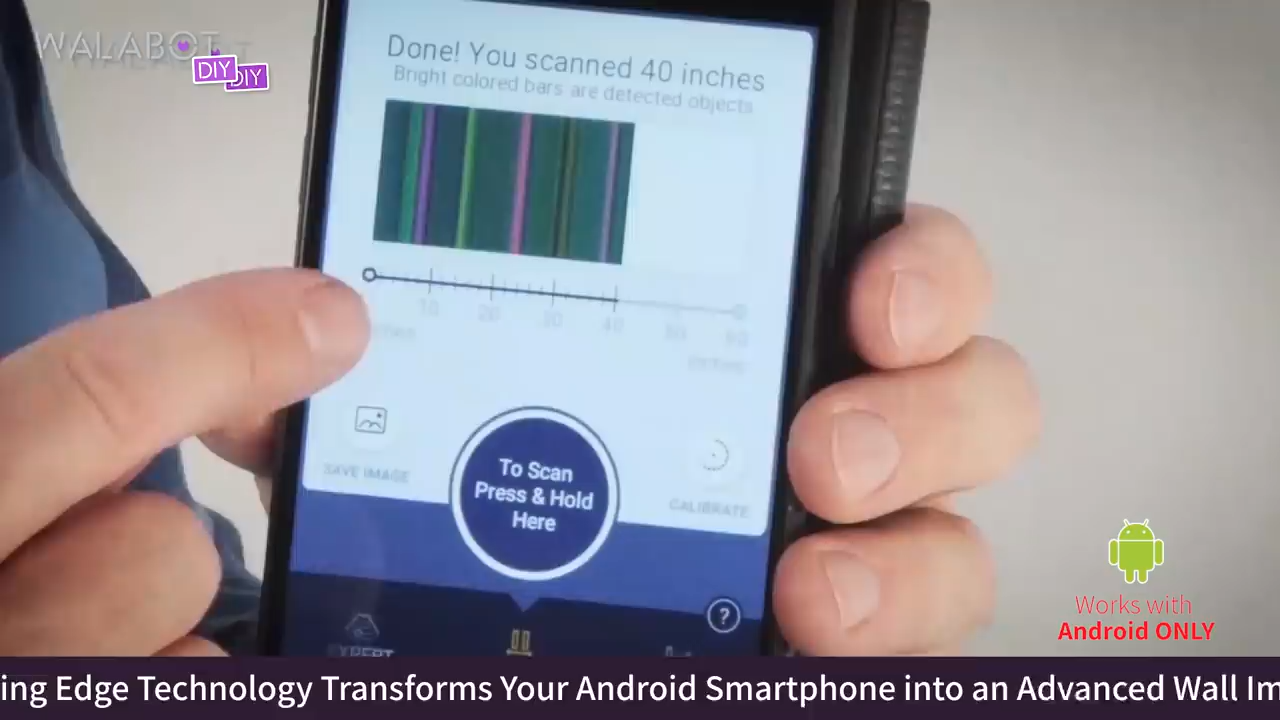 WALABOT
DIY
DIY
Done! You scanned 40 inches
Bright colored bars are detected objects
10 20 30 40 50 60
SAVE IMAGE
CALIBRATE
To Scan
Press & Hold
Here
?
EXPERT
Works with
Android ONLY
ing Edge Technology Transforms Your Android Smartphone into an Advanced Wall Im